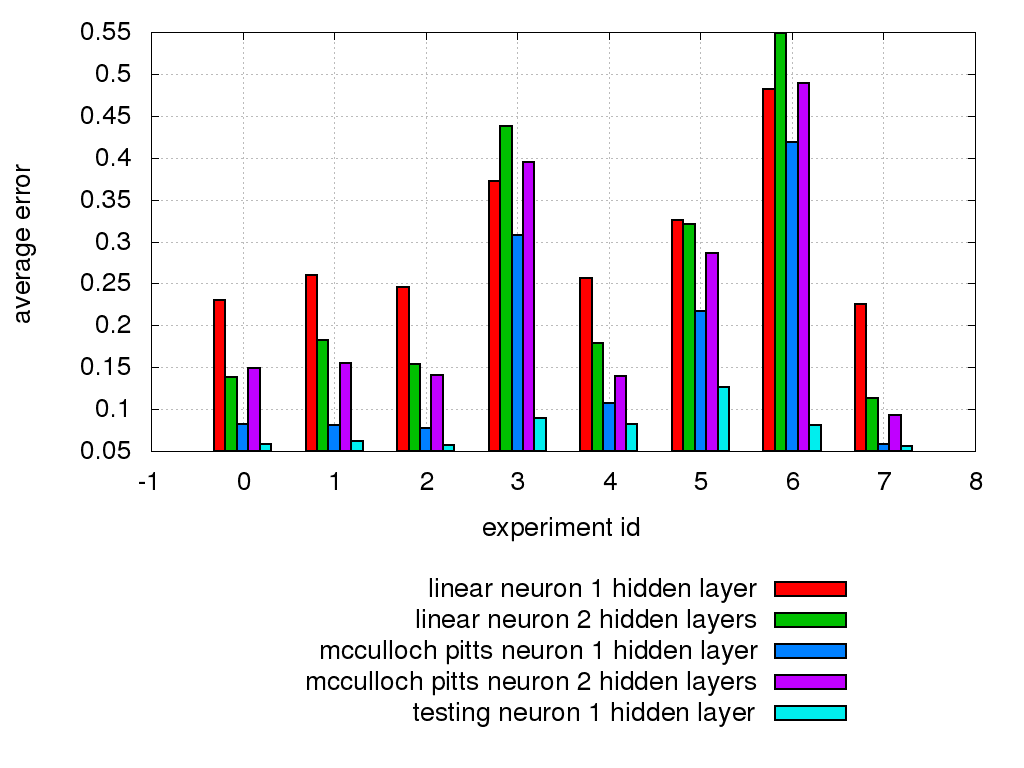 0.55
0.5
0.45
0.4
0.35
0.3
0.25
0.2
0.15
0.1
0.05
average error
-1 0 1 2 3 4 5 6 7 8
experiment id
linear neuron 1 hidden layer
linear neuron 2 hidden layers
mcculloch pitts neuron 1 hidden layer
mcculloch pitts neuron 2 hidden layers
testing neuron 1 hidden layer